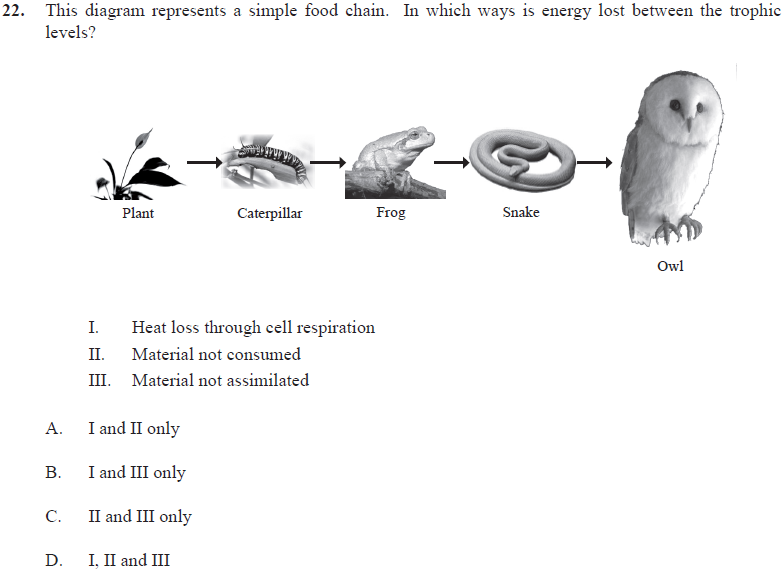 22. This diagram represents a simple food chain. In which ways is energy lost between the trophic
levels?
Plant Caterpillar Frog Snake
Owl
I. Heat loss through cell respiration
II. Material not consumed
III. Material not assimilated
A. I and II only
B. I and III only
C. II and III only
D. I, II and III